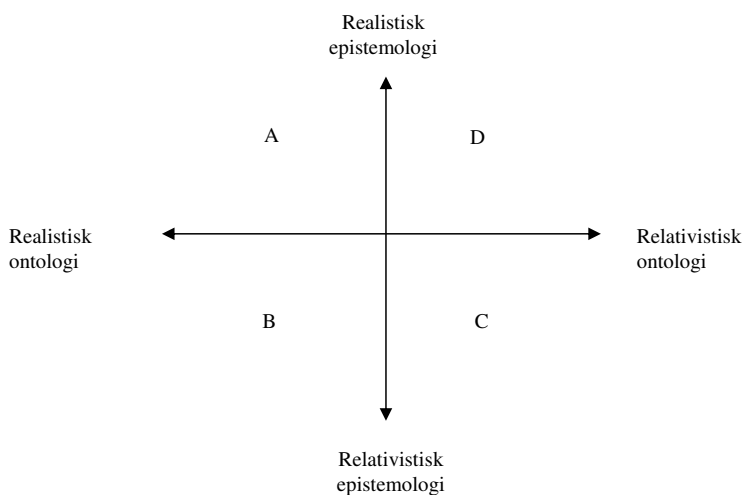 Realistisk
epistemologi
A
D
Realistisk
ontologi
Relativistisk
ontologi
B
C
Relativistisk
epistemologi